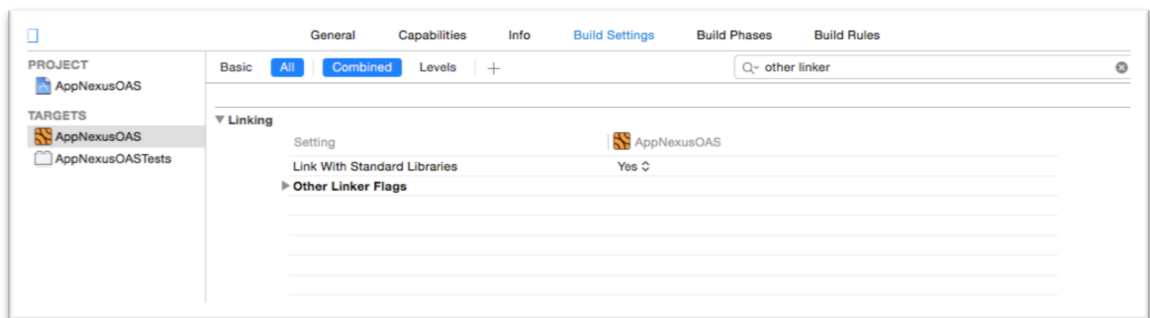 General Capabilities Info Build Settings Build Phases Build Rules
PROJECT
AppNexusOAS
TARGETS
AppNexusOAS
AppNexusOASTests
Basic All Combined Levels + other linker
Linking
Setting AppNexusOAS
Link With Standard Libraries Yes
Other Linker Flags